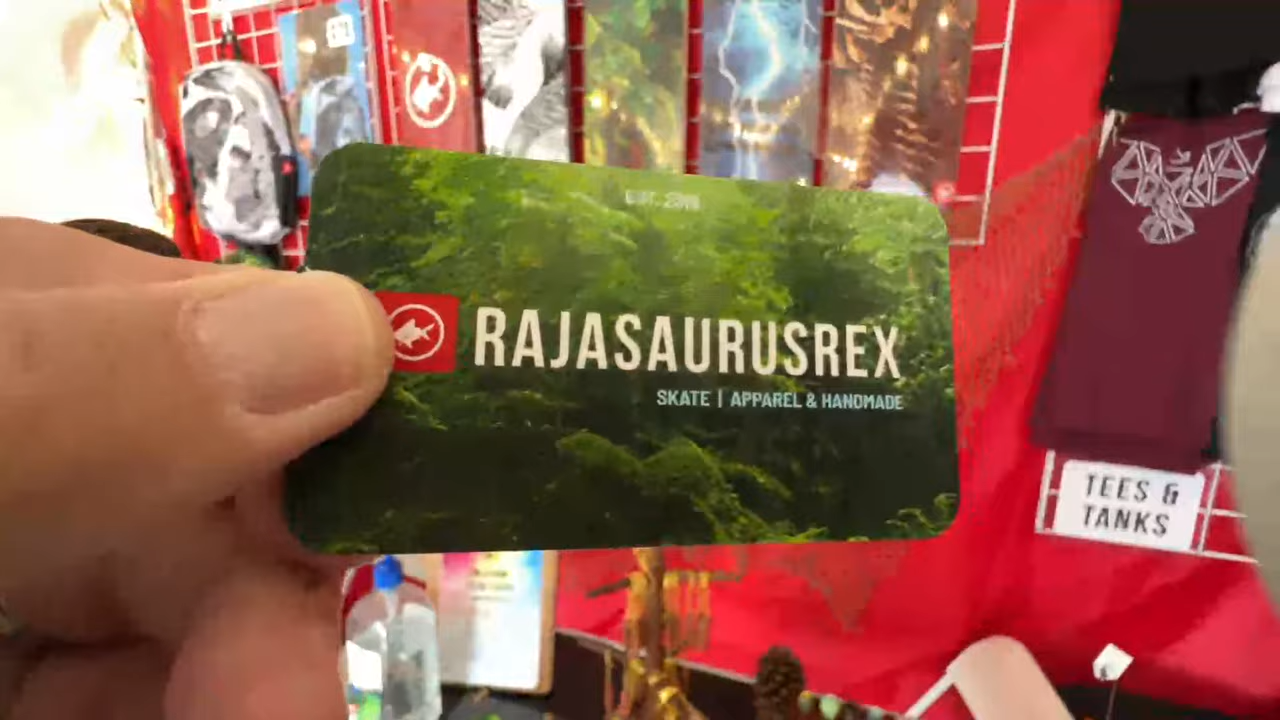 RAJASAURUSREX
SKATE | APPAREL & HANDMADE
TEES &
TANKS